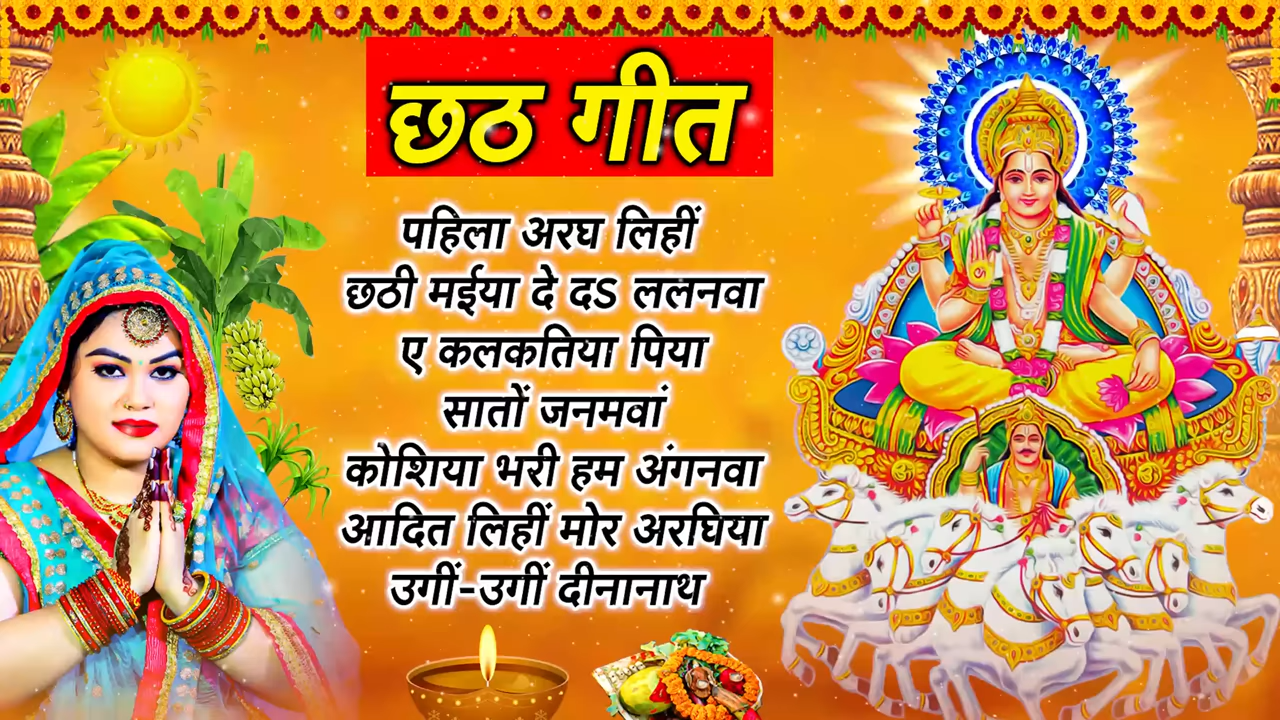 छठ गीत
पहिला अरघ लिहीं
छठी मईया दे दऽ ललनवा
ए कलकतिया पिया
सातों जनमवां
कोशिया भरी हम अंगनवा
आदित लिहीं मोर अरघिया
उगीं-उगीं दीनानाथ